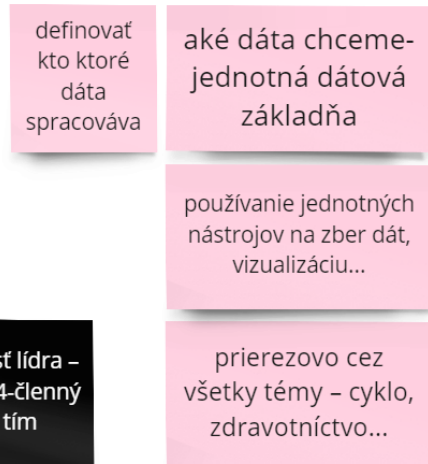 definovať
kto ktoré
dáta
spracováva
aké dáta chceme-
jednotná dátová
základňa
používanie jednotných
nástrojov na zber dát,
vizualizáciu...
lídra –
4-členný
tím
prierezovo cez
všetky témy – cyklo,
zdravotníctvo...